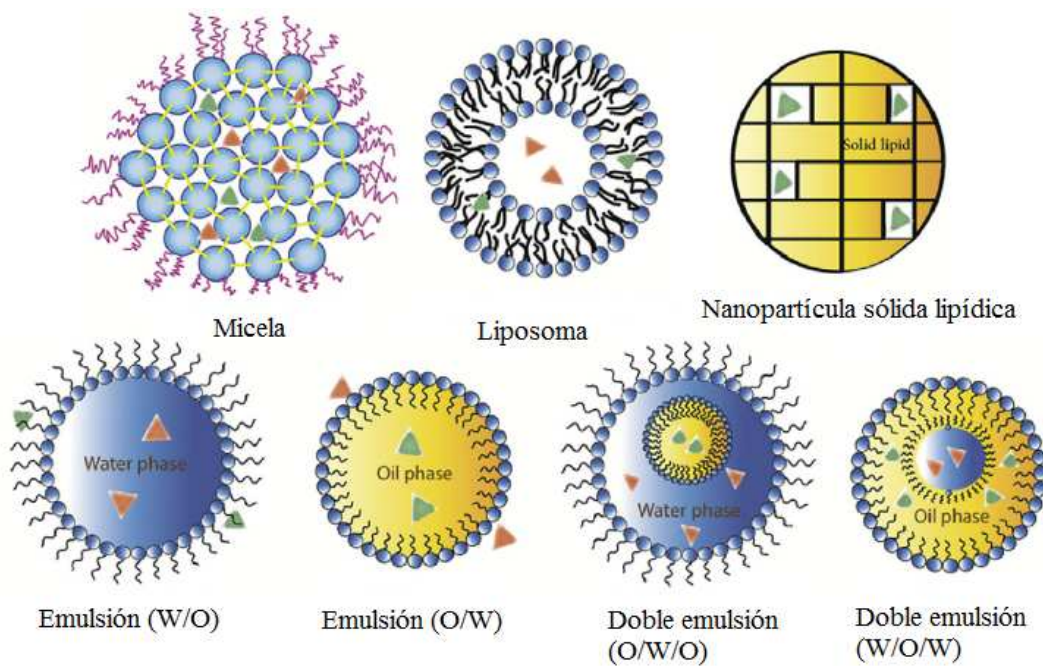 Solid lipid
Micela
Liposoma
Nanopartícula sólida lipídica
Water phase
Oil phase
Water phase
Oil phase
Emulsión (W/O)
Emulsión (O/W)
Doble emulsión
(O/W/O)
Doble emulsión
(W/O/W)